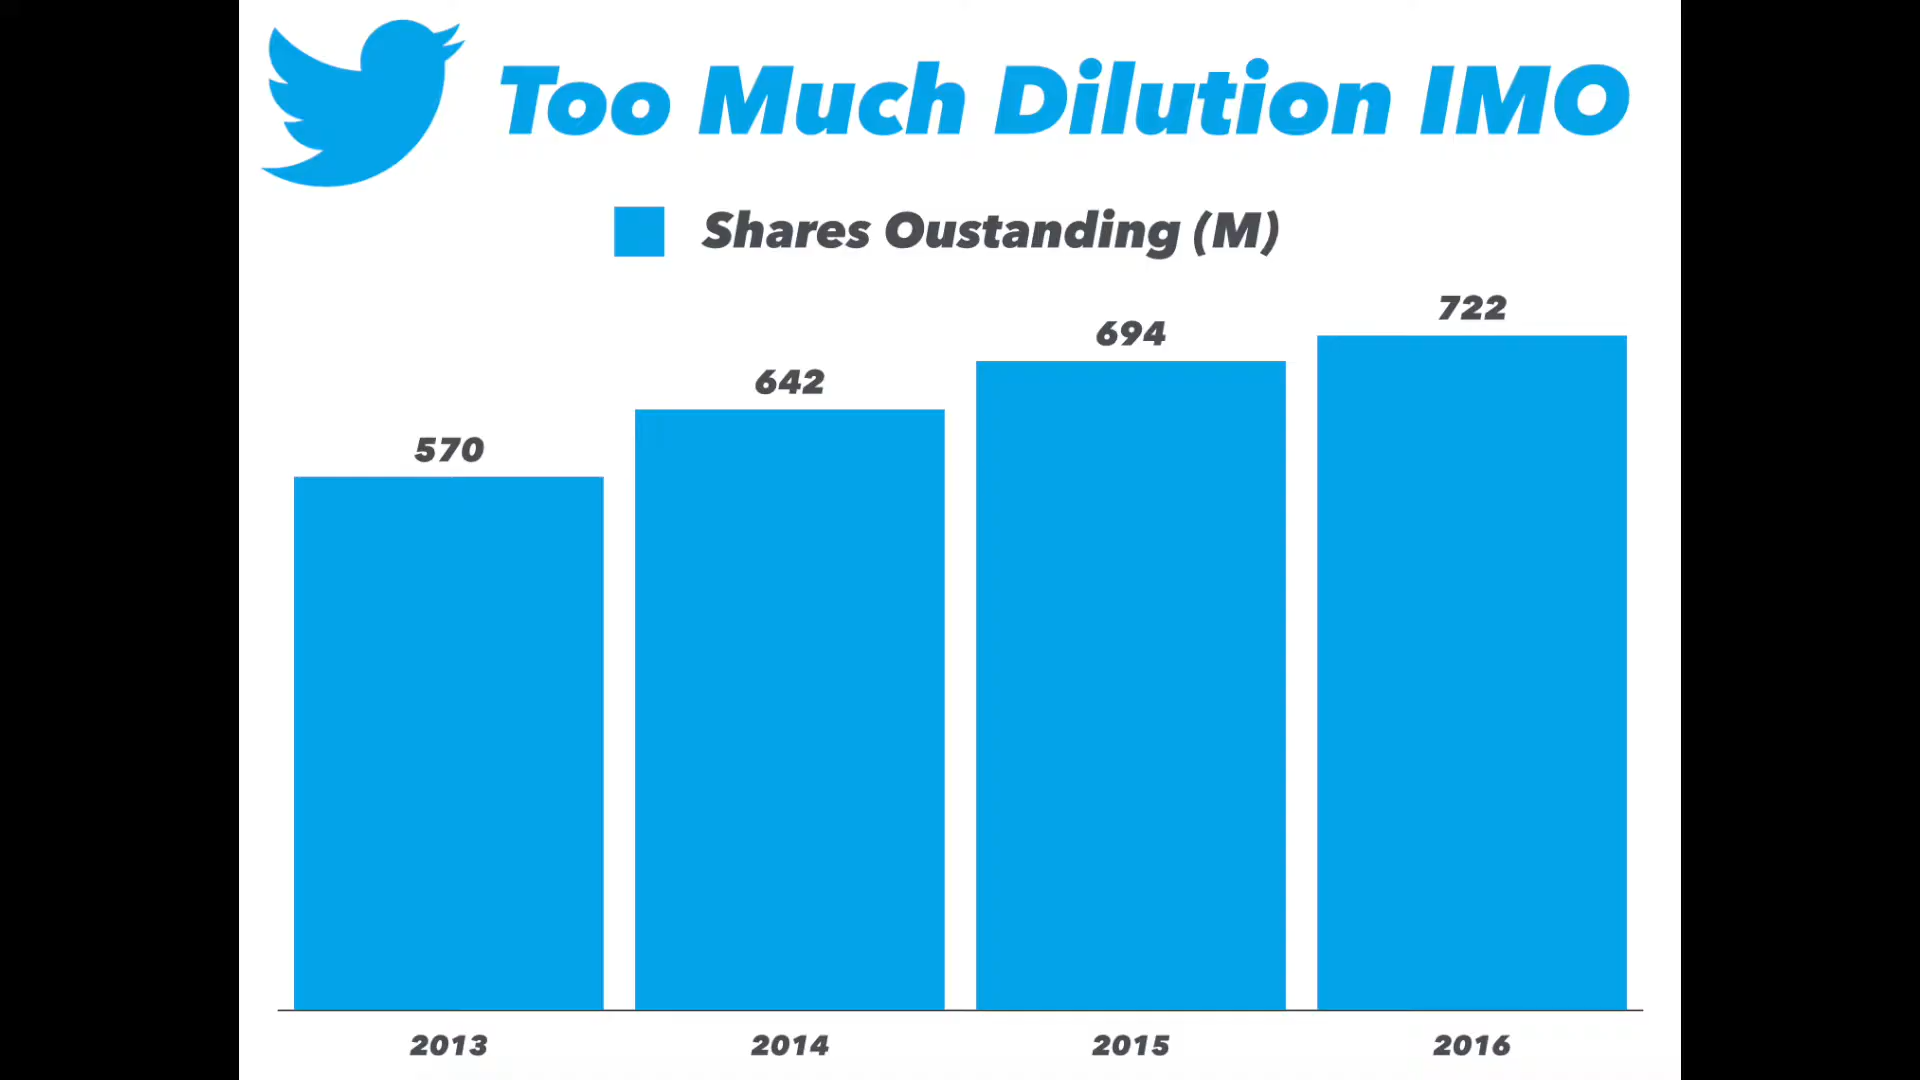 Too Much Dilution IMO
Shares Oustanding (M)
722
694
642
570
2013 2014 2015 2016